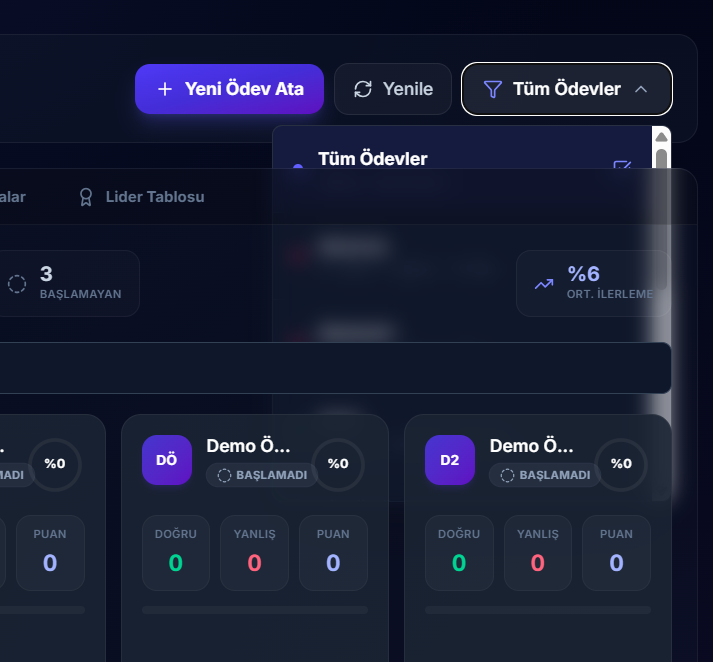 Yeni Ödev Ata
Yenile
Tüm Ödevler
Tüm Ödevler
alar
Lider Tablosu
3
BAŞLAMAYAN
%6
ORT. İLERLEME
.
MADI
%0
Demo Ö...
DÖ
BAŞLAMADI
%0
Demo Ö...
D2
BAŞLAMADI
%0
PUAN
DOĞRU
YANLIŞ
PUAN
DOĞRU
YANLIŞ
PUAN
0
0
0
0
0
0
0